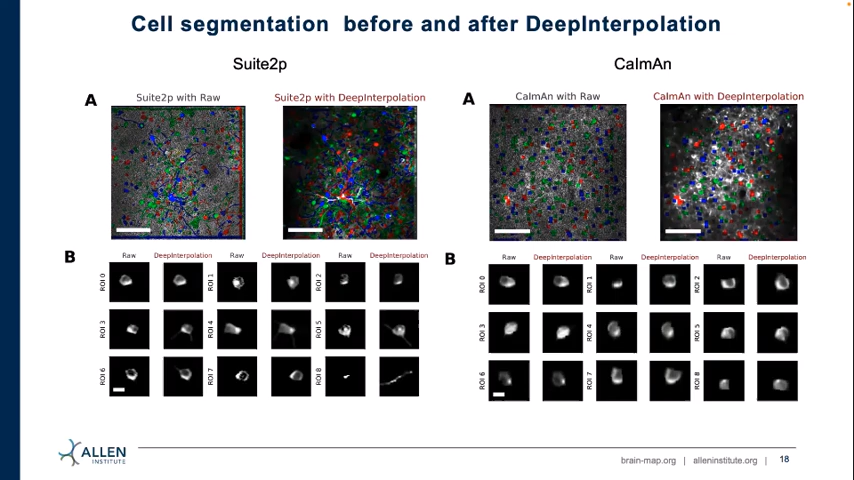 Cell segmentation before and after DeepInterpolation
Suite2p
A
Suite2p with Raw
Suite2p with DeepInterpolation
B
Raw
DeepInterpolation
Raw
DeepInterpolation
Raw
DeepInterpolation
ROI 0
ROI 1
ROI 2
ROI 3
ROI 4
ROI 5
ROI 6
ROI 7
ROI 8
CaImAn
A
CaImAn with Raw
CaImAn with DeepInterpolation
B
Raw
DeepInterpolation
Raw
DeepInterpolation
Raw
DeepInterpolation
ROI 0
ROI 1
ROI 2
ROI 3
ROI 4
ROI 5
ROI 6
ROI 7
ROI 8
ALLEN
INSTITUTE
brain-map.org | alleninstitute.org | 18